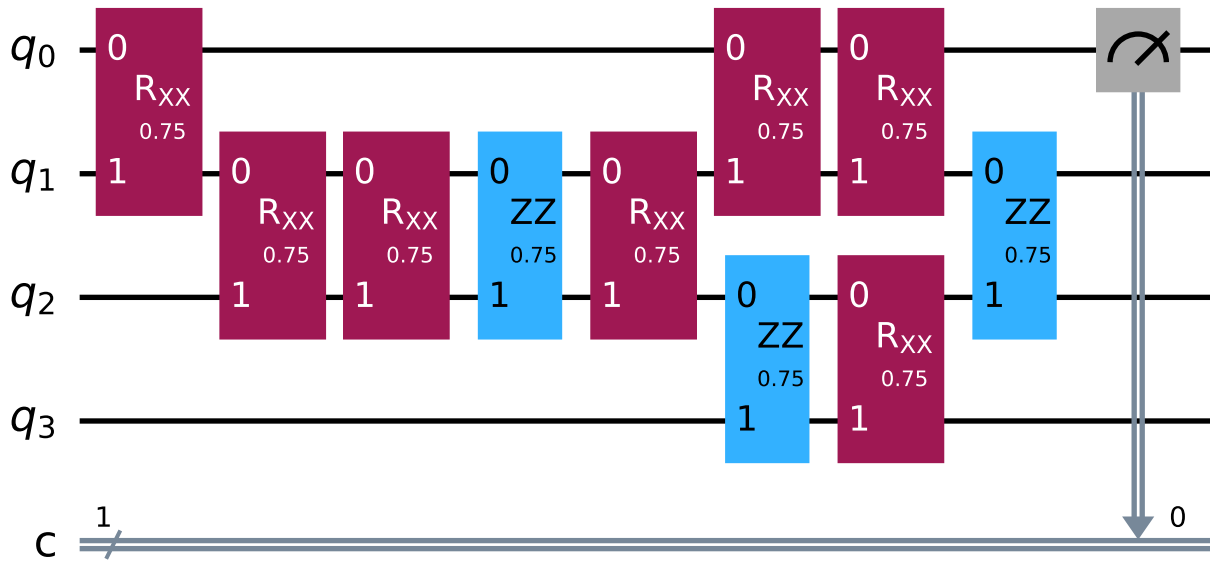 q0 0 0 0
RXX RXX RXX
0.75 0.75 0.75
q1 1 0 0 0 0 1 1 0
RXX RXX ZZ RXX ZZ
0.75 0.75 0.75 0.75 0.75
q2 1 1 1 1 0 0 1
ZZ RXX
0.75 0.75
q3 1 1
1 0
c